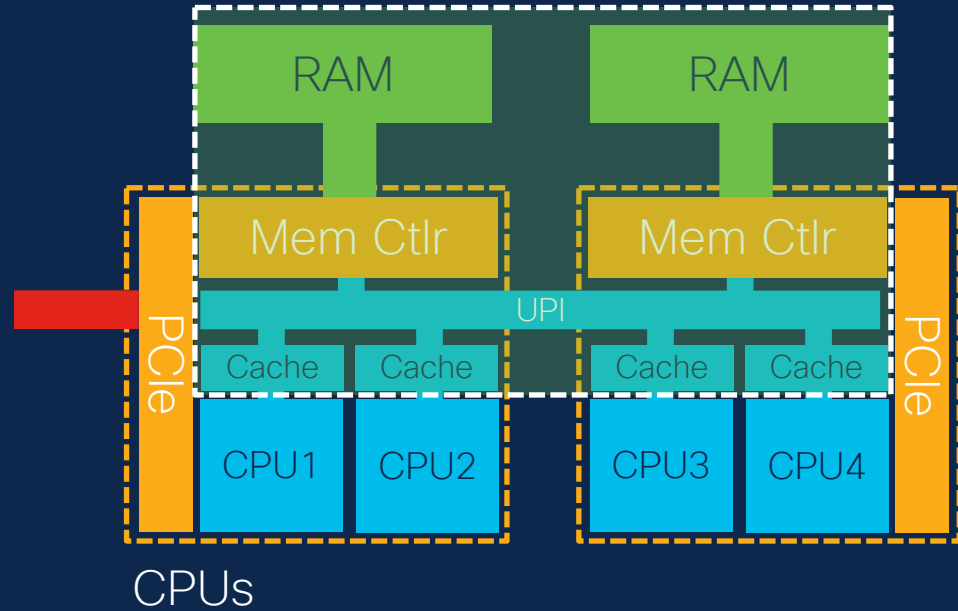 RAM
RAM
Mem Ctlr
Mem Ctlr
UPI
PCIe
PCIe
Cache
Cache
Cache
Cache
CPU1
CPU2
CPU3
CPU4
CPUs